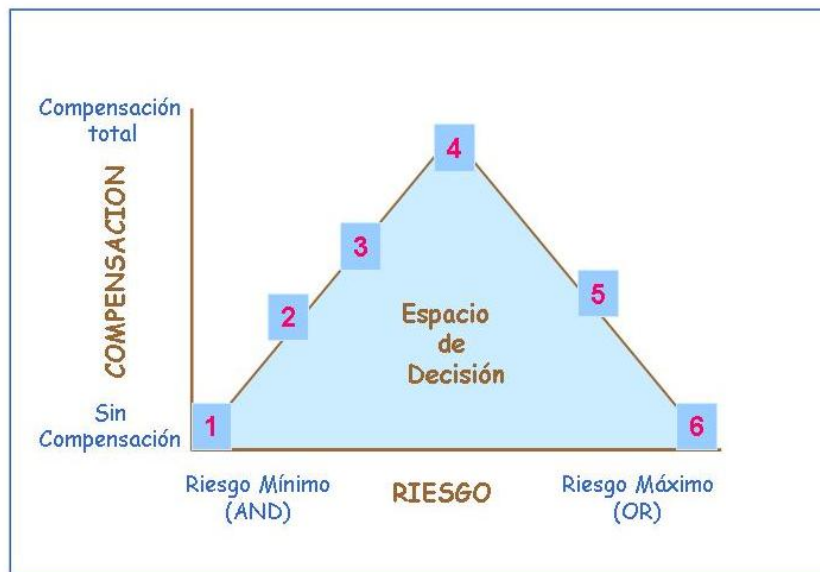 Compensación
total
COMPENSACION
4
3
2
5
Espacio
de
Decisión
Sin
Compensación
1
6
Riesgo Mínimo
(AND)
RIESGO
Riesgo Máximo
(OR)